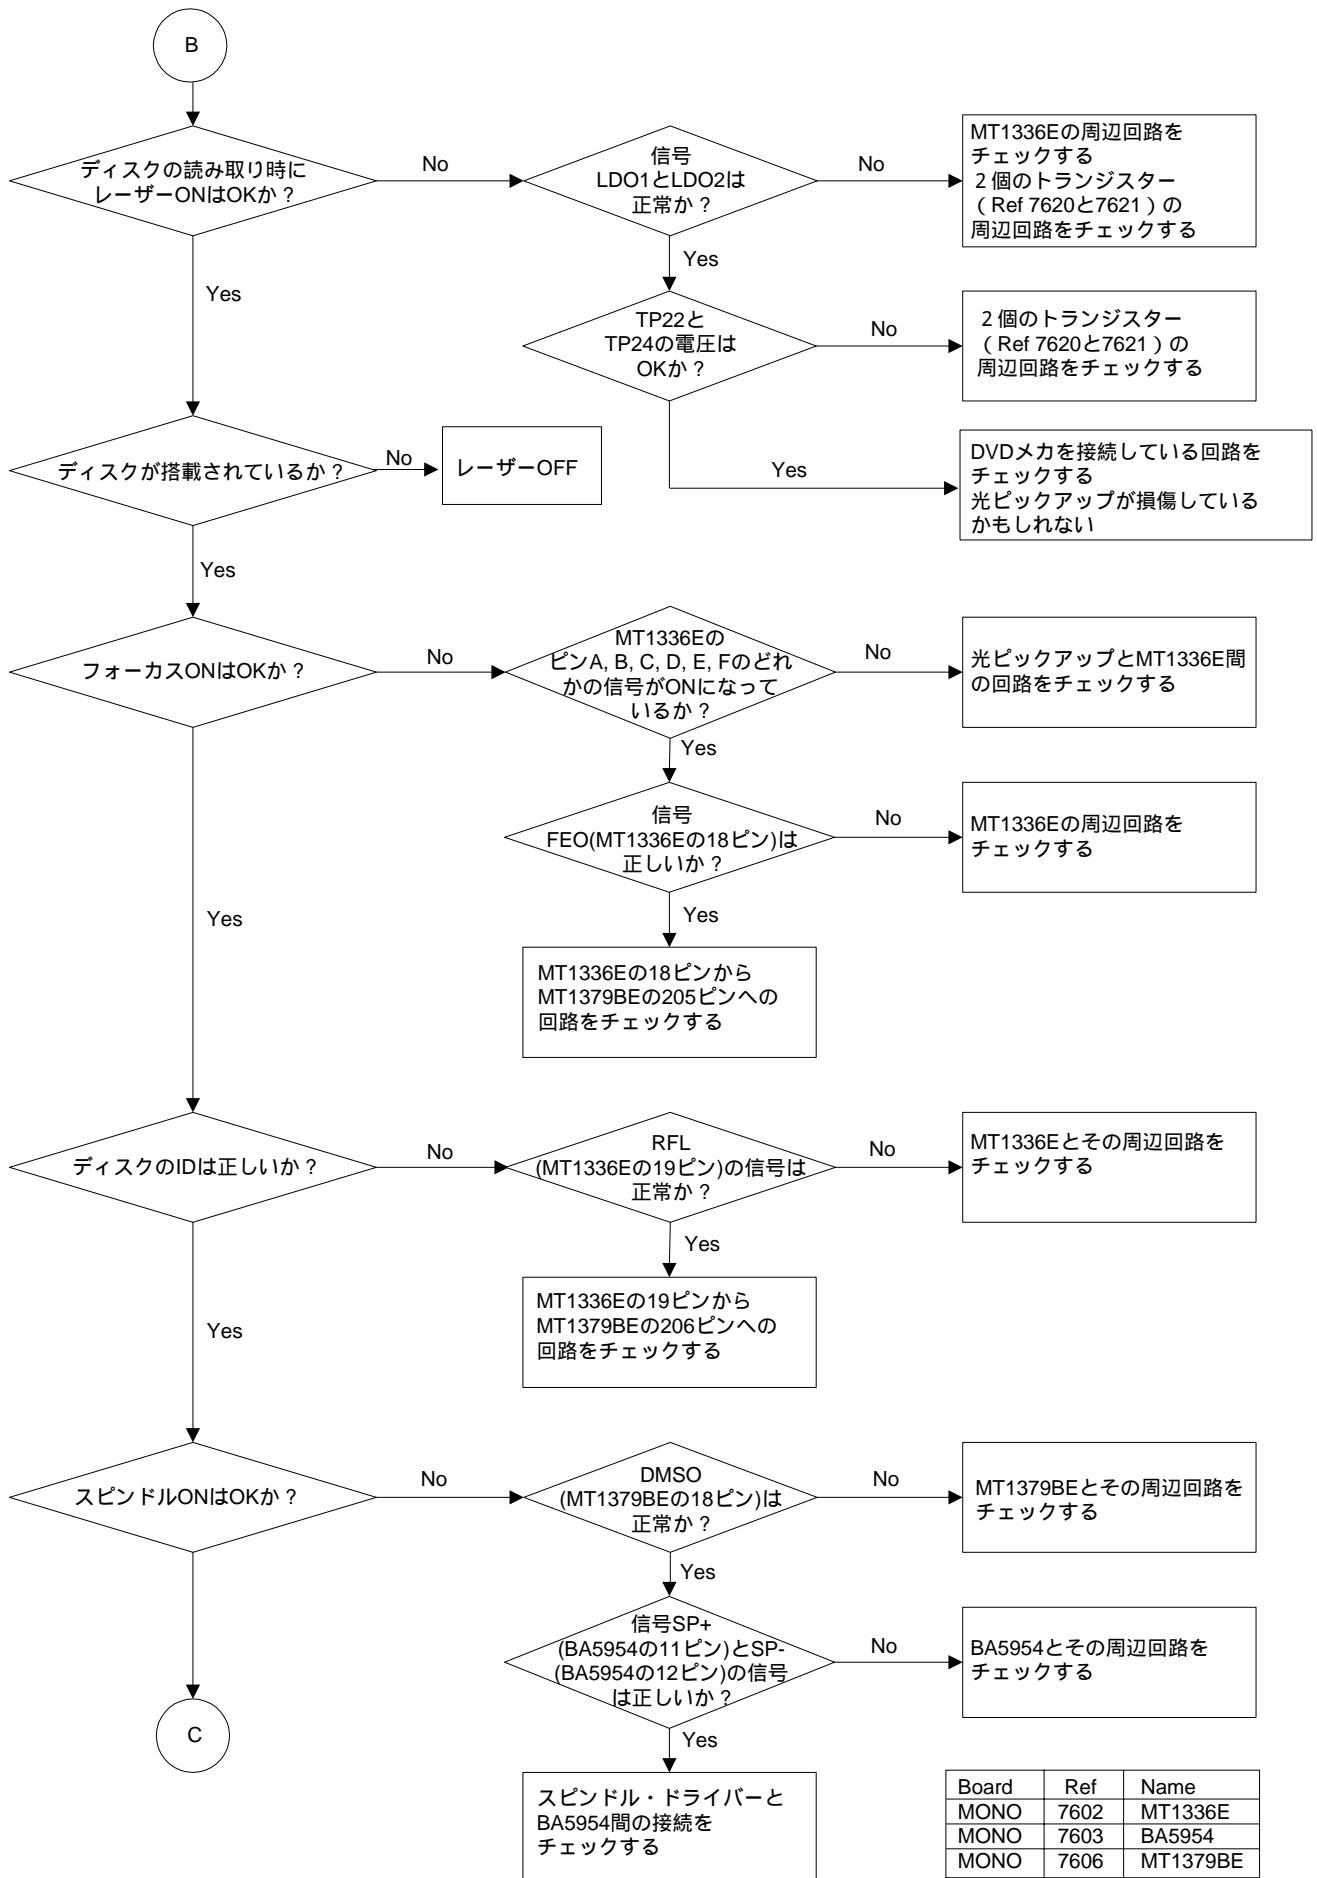 B
ディスクの読み取り時に
レーザーONはOKか？
No
信号
LDO1とLDO2は
正常か？
No
MT1336Eの周辺回路を
チェックする
２個のトランジスター
（Ref 7620と7621）の
周辺回路をチェックする
Yes
Yes
TP22と
TP24の電圧は
OKか？
No
２個のトランジスター
（Ref 7620と7621）の
周辺回路をチェックする
ディスクが搭載されているか？
No
レーザーOFF
Yes
DVDメカを接続している回路を
チェックする
光ピックアップが損傷している
かもしれない
Yes
フォーカスONはOKか？
No
MT1336Eの
ピンA, B, C, D, E, Fのどれ
かの信号がONになって
いるか？
No
光ピックアップとMT1336E間
の回路をチェックする
Yes
信号
FEO(MT1336Eの18ピン)は
正しいか？
No
MT1336Eの周辺回路を
チェックする
Yes
Yes
MT1336Eの18ピンから
MT1379BEの205ピンへの
回路をチェックする
ディスクのIDは正しいか？
No
RFL
(MT1336Eの19ピン)の信号は
正常か？
No
MT1336Eとその周辺回路を
チェックする
Yes
Yes
MT1336Eの19ピンから
MT1379BEの206ピンへの
回路をチェックする
スピンドルONはOKか？
No
DMSO
(MT1379BEの18ピン)は
正常か？
No
MT1379BEとその周辺回路を
チェックする
Yes
信号SP+
(BA5954の11ピン)とSP-
(BA5954の12ピン)の信号
は正しいか？
No
BA5954とその周辺回路を
チェックする
C
Yes
スピンドル・ドライバーと
BA5954間の接続を
チェックする
Board Ref Name
MONO 7602 MT1336E
MONO 7603 BA5954
MONO 7606 MT1379BE